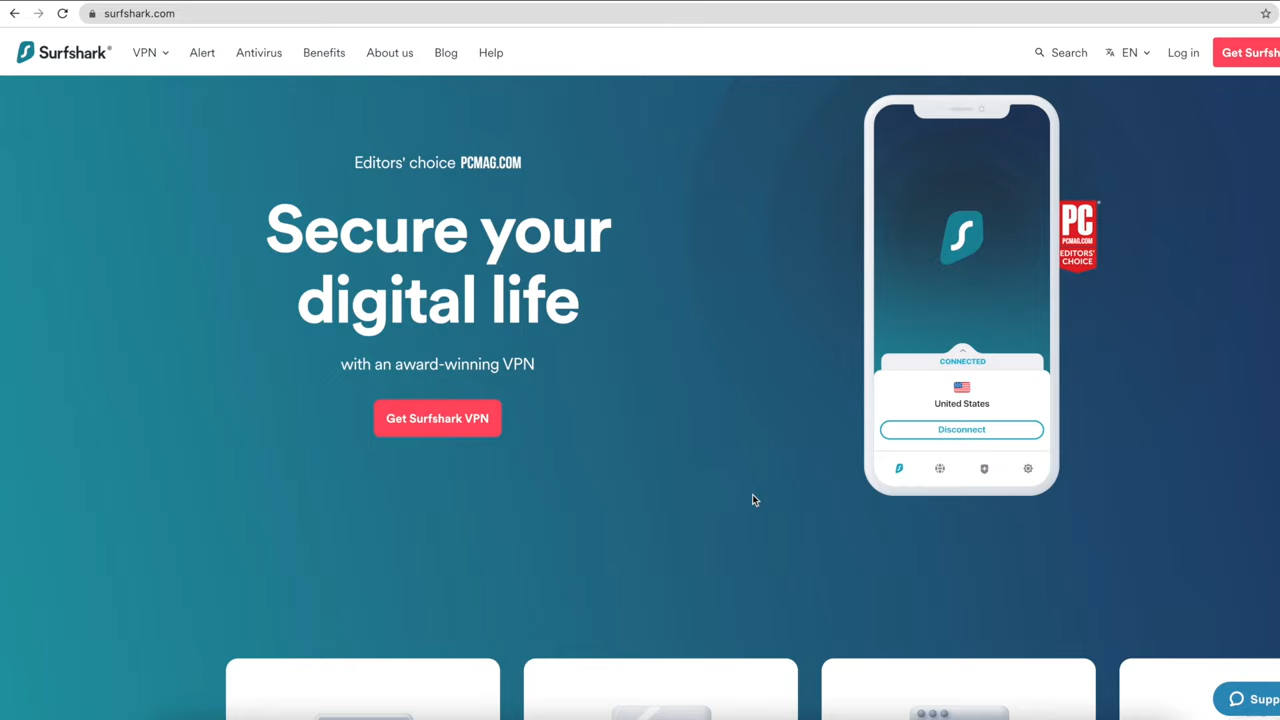 surfshark.com
Surfshark®
VPN
Alert
Antivirus
Benefits
About us
Blog
Help
Search
EN
Log in
Get Surfsh
Editors' choice PCMAG.COM
Secure your
digital life
with an award-winning VPN
Get Surfshark VPN
PC
PCMAG.COM
EDITORS'
CHOICE
CONNECTED
United States
Disconnect
Supp